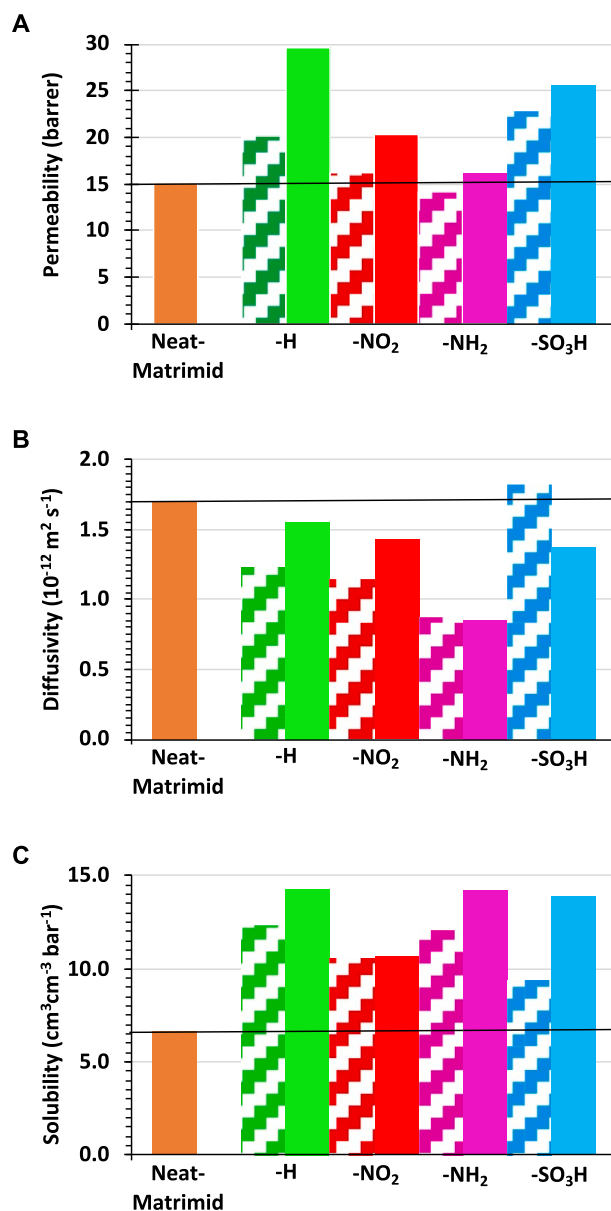 A
Permeability (barrer)
30
25
20
15
10
5
0
Neat-
Matrimid
-H
-NO₂
-NH₂
-SO₃H
B
Diffusivity (10⁻¹² m² s⁻¹)
2.0
1.5
1.0
0.5
0.0
Neat-
Matrimid
-H
-NO₂
-NH₂
-SO₃H
C
Solubility (cm³cm⁻³ bar⁻¹)
15.0
10.0
5.0
0.0
Neat-
Matrimid
-H
-NO₂
-NH₂
-SO₃H